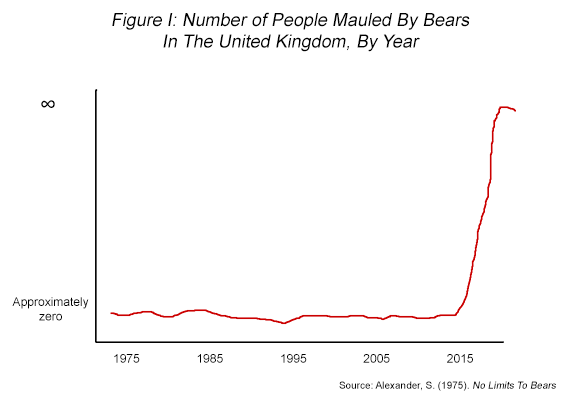 Figure I: Number of People Mauled By Bears
In The United Kingdom, By Year
∞
Approximately
zero
1975 1985 1995 2005 2015
Source: Alexander, S. (1975). No Limits To Bears